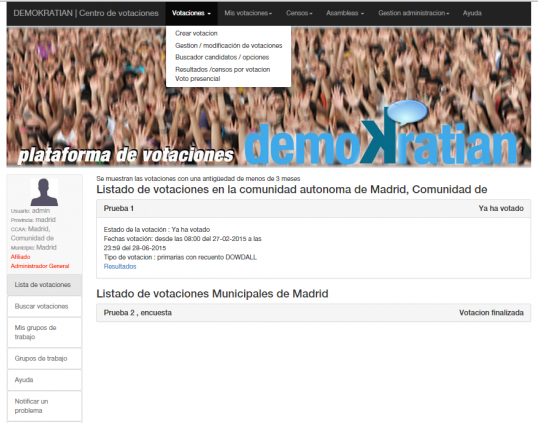 DEMOKRATIAN | Centro de votaciones Votaciones Mis votaciones Censos Asambleas Gestion administracion Ayuda
Crear votacion
Gestion / modificación de votaciones
Buscador candidatos / opciones
Resultados /censos por votacion
Voto presencial
plataforma de votaciones demokratian
Se muestran las votaciones con una antigüedad de menos de 3 meses
Listado de votaciones en la comunidad autonoma de Madrid, Comunidad de
Prueba 1 Ya ha votado
Estado de la votación : Ya ha votado
Fechas votación: desde las 08:00 del 27-02-2015 a las
23:59 del 28-06-2015
Tipo de votacion : primarias con recuento DOWDALL
Resultados
Listado de votaciones Municipales de Madrid
Prueba 2 , encuesta Votacion finalizada
Usuario: admin
Provincia: madrid
CCAA: Madrid,
Comunidad de
Municipio: Madrid
Afiliado
Administrador General
Lista de votaciones
Buscar votaciones
Mis grupos de
trabajo
Grupos de trabajo
Ayuda
Notificar un
problema